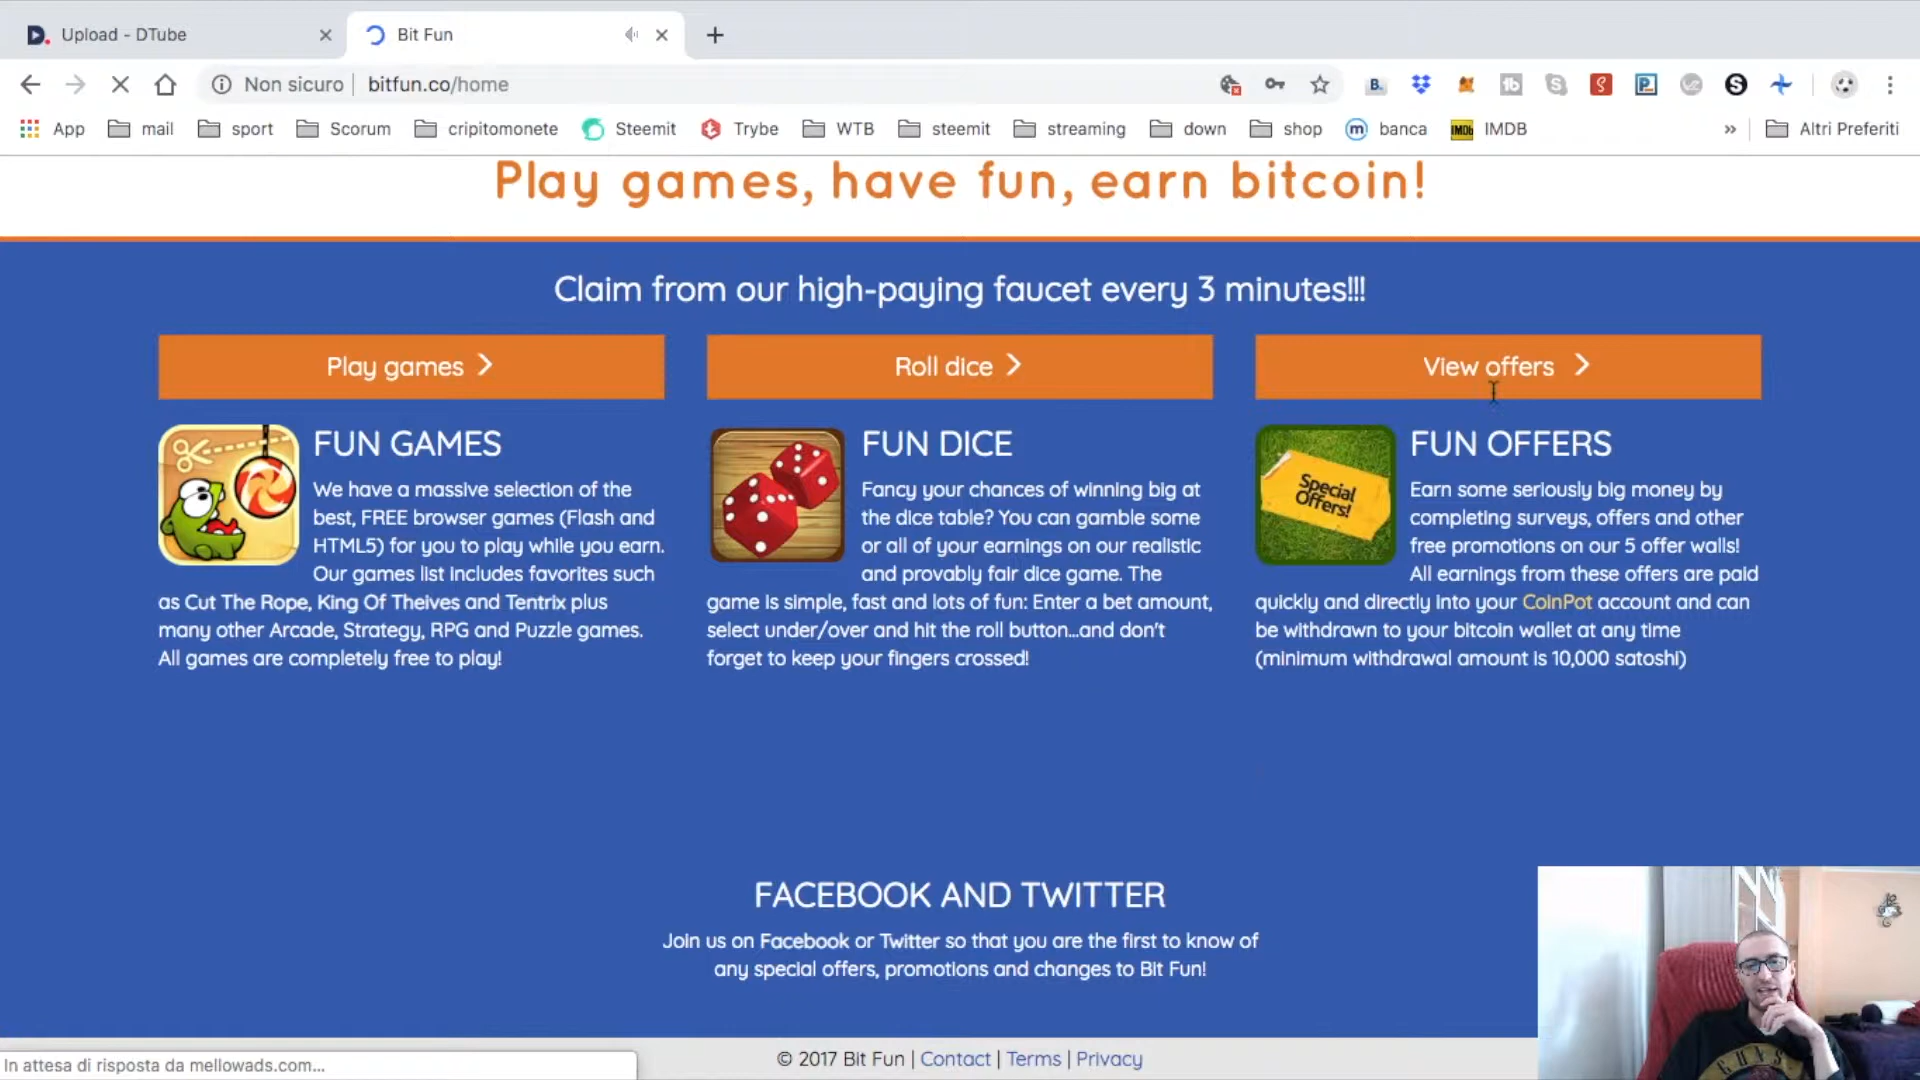 Upload - DTube
Bit Fun
Non sicuro
bitfun.co/home
App
mail
sport
Scorum
cripitomonete
Steemit
Trybe
WTB
steemit
streaming
down
shop
banca
IMDB
Altri Preferiti
Play games, have fun, earn bitcoin!
Claim from our high-paying faucet every 3 minutes!!!
Play games
Roll dice
View offers
FUN GAMES
We have a massive selection of the
best, FREE browser games (Flash and
HTML5) for you to play while you earn.
Our games list includes favorites such
as Cut The Rope, King Of Theives and Tentrix plus
many other Arcade, Strategy, RPG and Puzzle games.
All games are completely free to play!
FUN DICE
Fancy your chances of winning big at
the dice table? You can gamble some
or all of your earnings on our realistic
and provably fair dice game. The
game is simple, fast and lots of fun: Enter a bet amount,
select under/over and hit the roll button...and don't
forget to keep your fingers crossed!
Special
Offers!
FUN OFFERS
Earn some seriously big money by
completing surveys, offers and other
free promotions on our 5 offer walls!
All earnings from these offers are paid
quickly and directly into your CoinPot account and can
be withdrawn to your bitcoin wallet at any time
(minimum withdrawal amount is 10,000 satoshi)
FACEBOOK AND TWITTER
Join us on Facebook or Twitter so that you are the first to know of
any special offers, promotions and changes to Bit Fun!
In attesa di risposta da mellowads.com...
© 2017 Bit Fun | Contact | Terms | Privacy